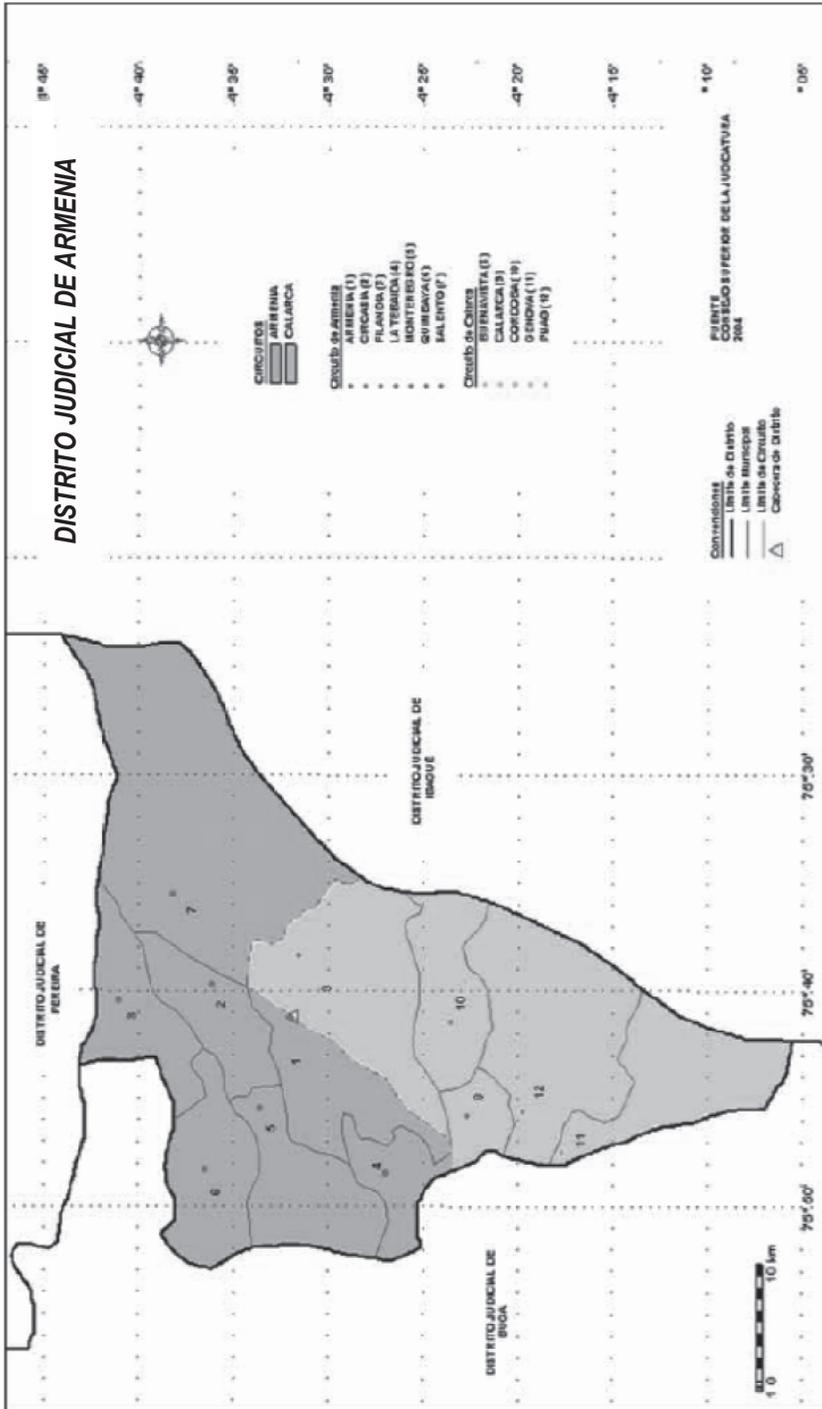 DISTRITO JUDICIAL DE ARMENIA
DISTRITO JUDICIAL DE
PEREIRA
DISTRITO JUDICIAL DE
IBAGUÉ
DISTRITO JUDICIAL DE
BUGA
CIRCUITOS
ARMENIA
CALARCA
Circuito de Armenia
ARMENIA (1)
CIRCASIA (2)
FILANDIA (3)
LA TEBAIDA (4)
MONTENEGRO (5)
QUIMBAYA (6)
SALENTO (7)
Circuito de Calarca
BUENAVISTA
CALARCA
CORDOBA (10)
GENOVA (11)
PIJAO (12)
Convenciones
Límite de Distrito
Límite Municipal
Límite de Circuito
Cabecera de Distrito
FUENTE
CONSEJO SUPERIOR DE LA JUDICATURA
2004
1
2
3
4
5
6
7
9
10
11
12
4°40'
4°35'
4°30'
4°25'
4°20'
4°15'
75°50'
75°40'
75°30'
1 0 10 km